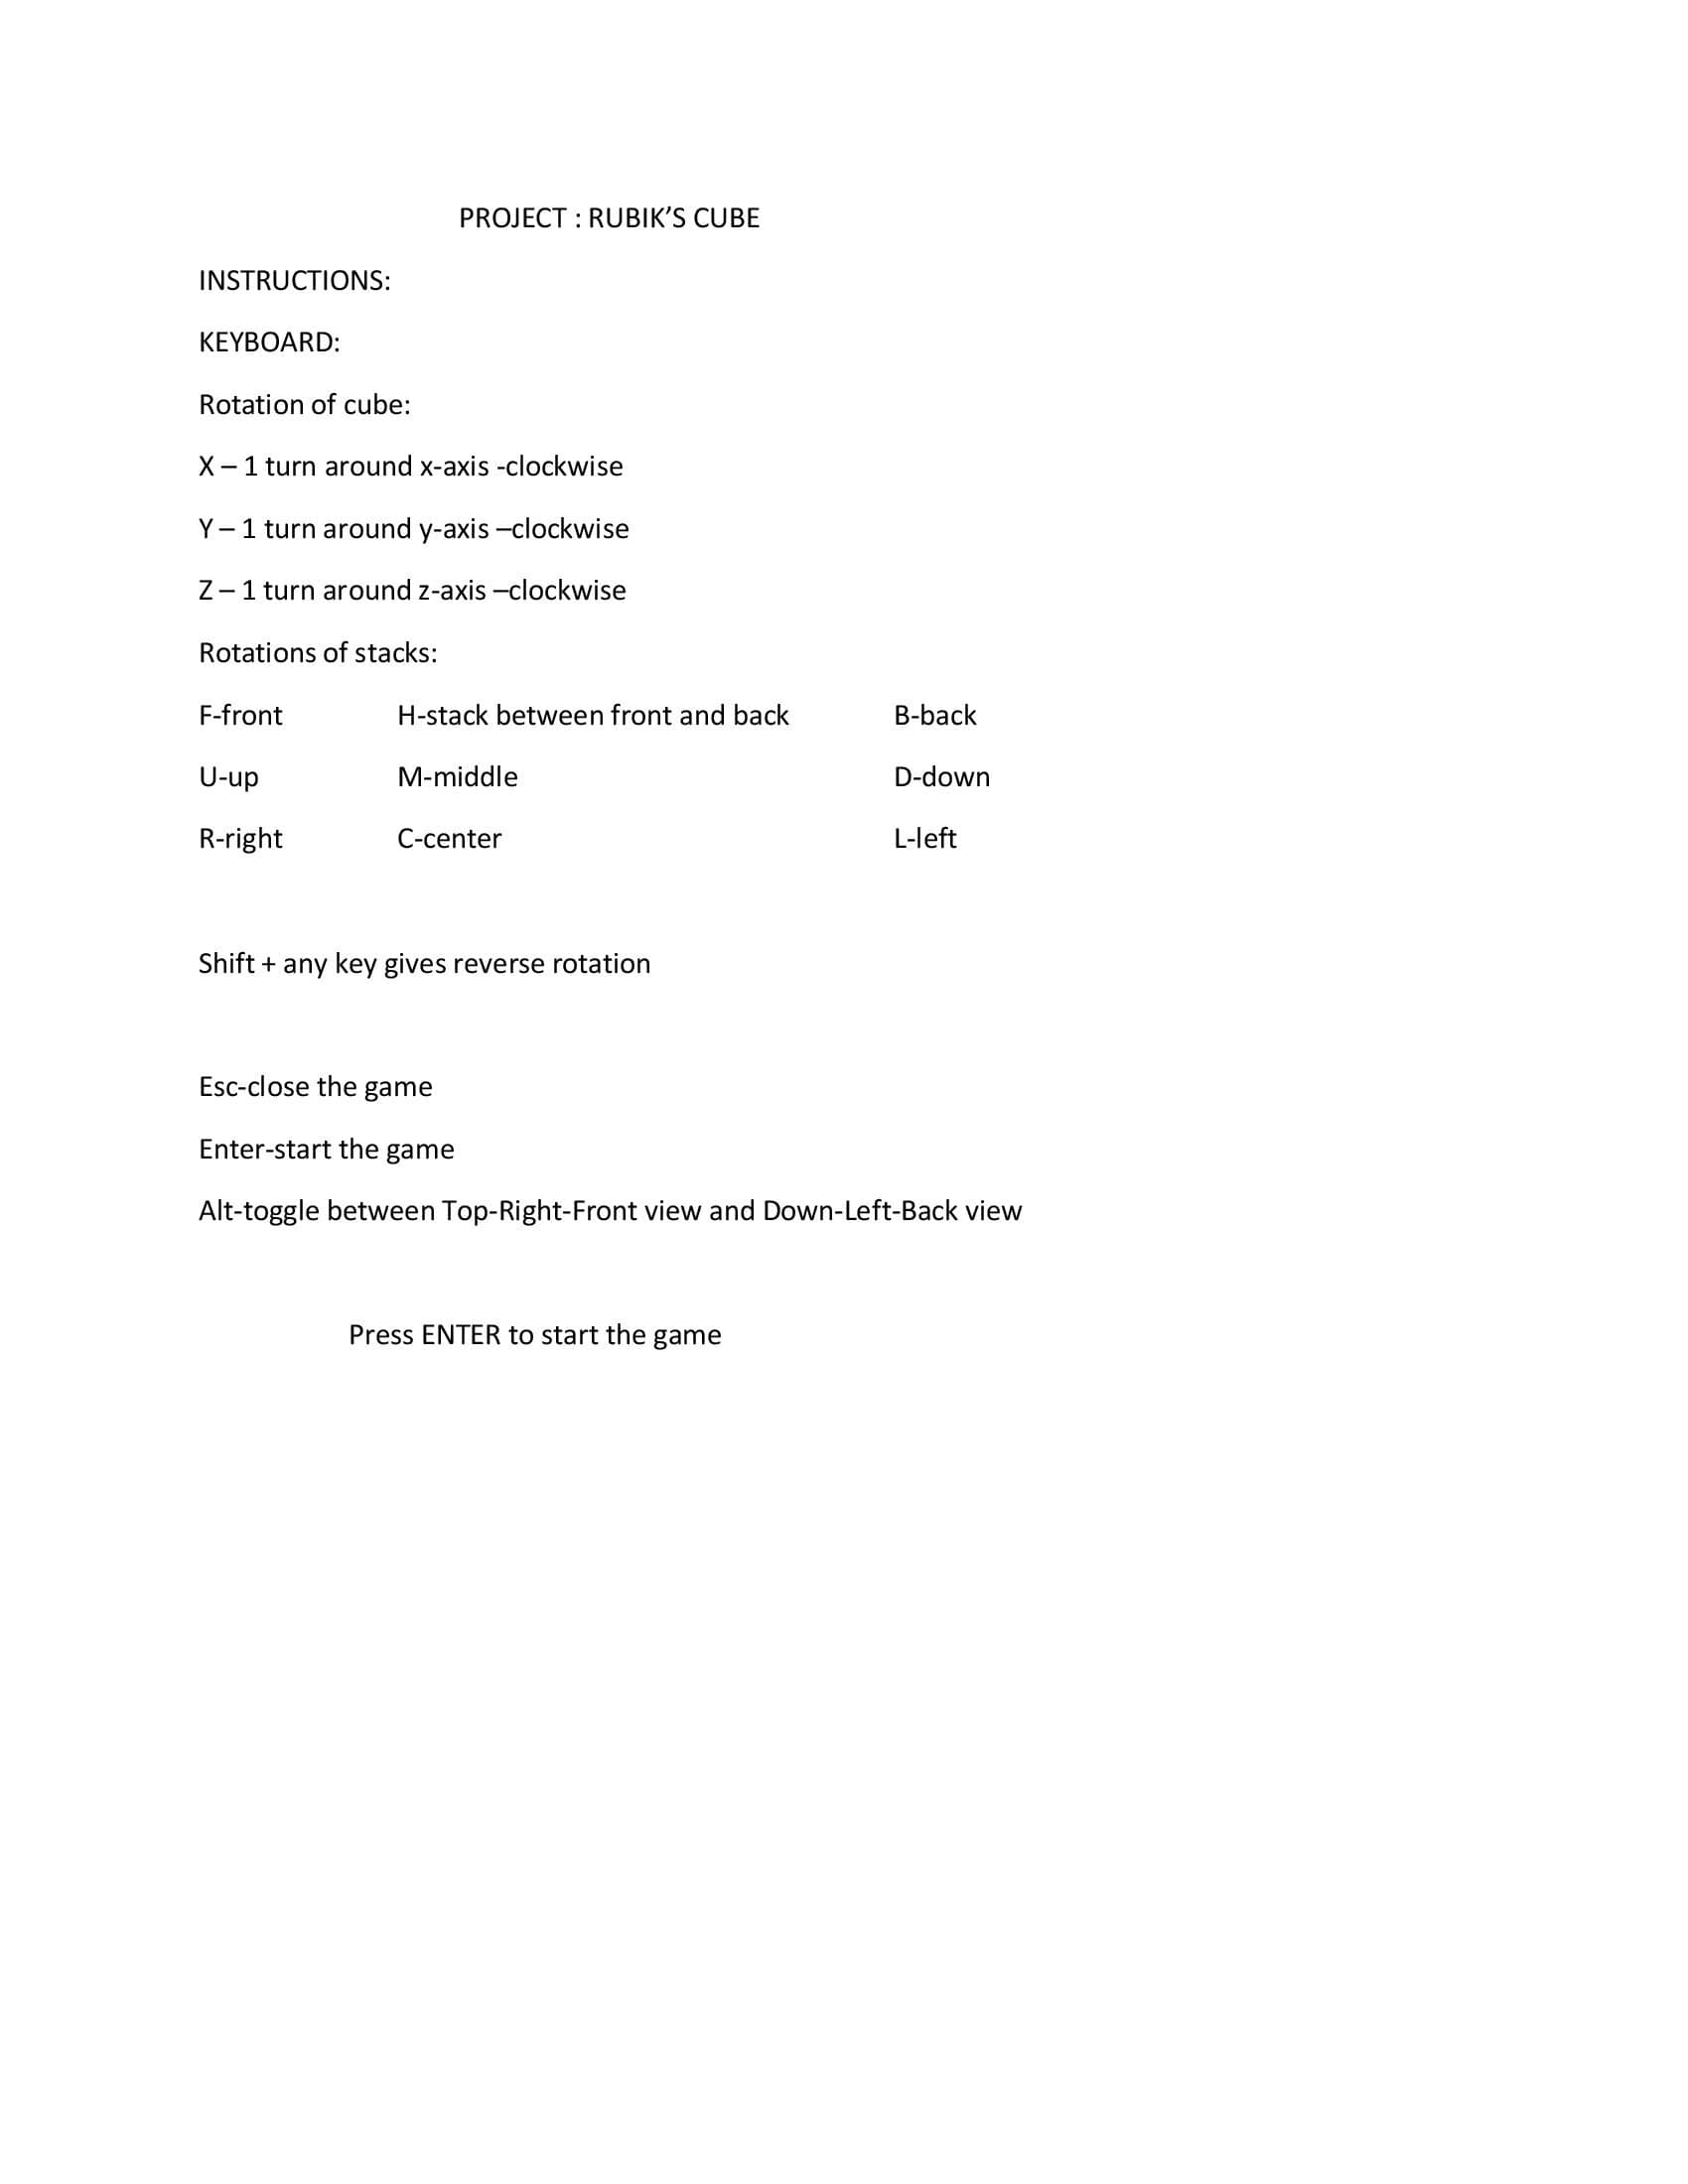 PROJECT : RUBIK’S CUBE
INSTRUCTIONS:
KEYBOARD:
Rotation of cube:
X – 1 turn around x-axis -clockwise
Y – 1 turn around y-axis –clockwise
Z – 1 turn around z-axis –clockwise
Rotations of stacks:
F-front H-stack between front and back B-back
U-up M-middle D-down
R-right C-center L-left
Shift + any key gives reverse rotation
Esc-close the game
Enter-start the game
Alt-toggle between Top-Right-Front view and Down-Left-Back view
Press ENTER to start the game